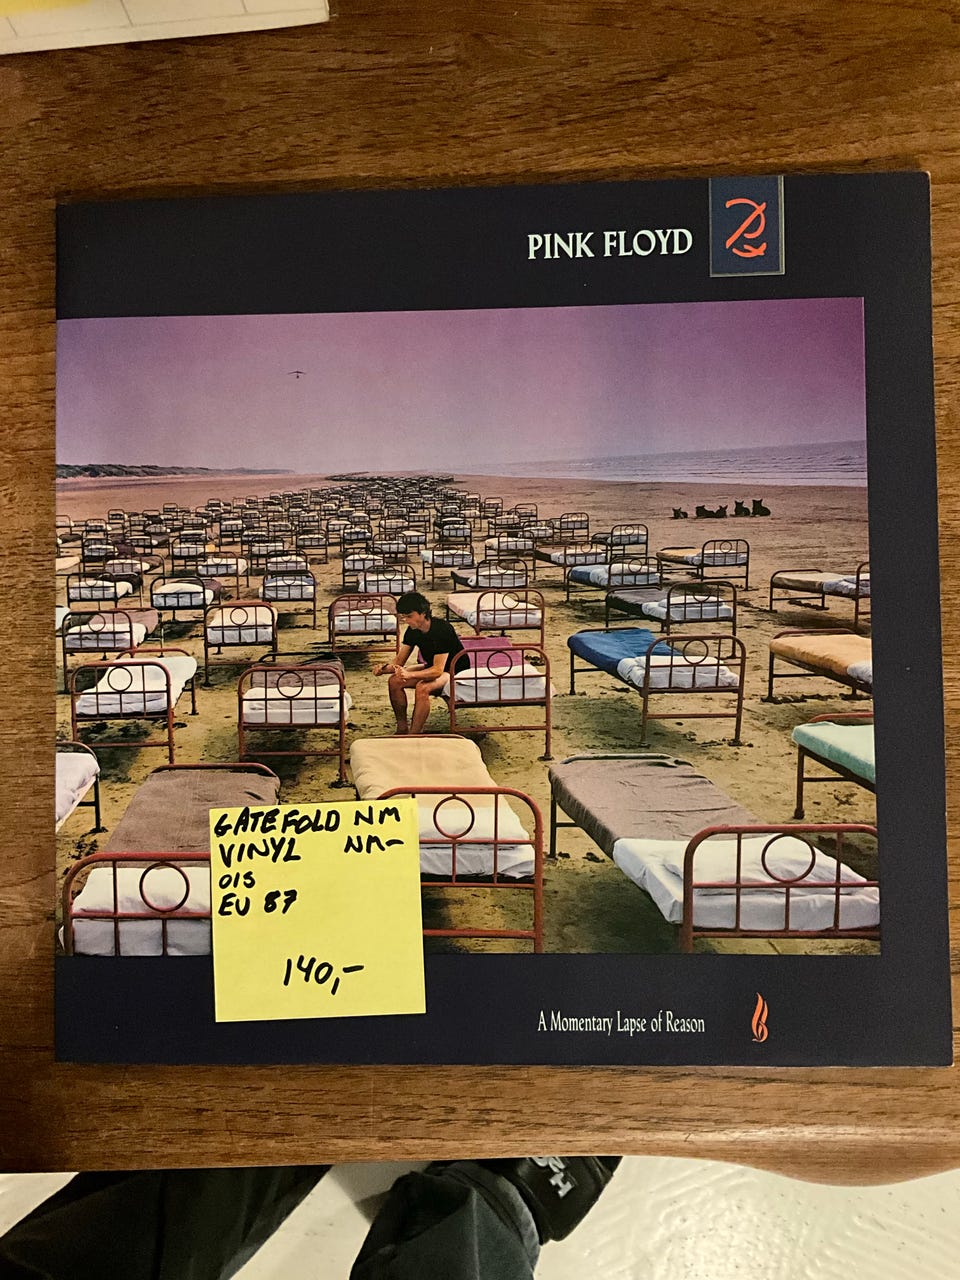 PINK FLOYD
GATEFOLD NM
VINYL NM-
OIS
EU 87
140,-
A Momentary Lapse of Reason